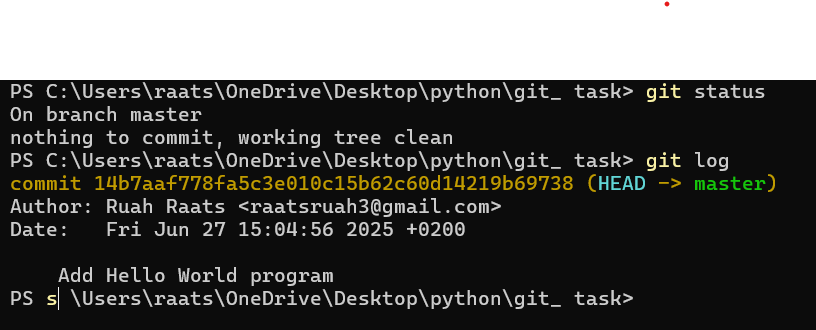 PS C:\Users\raats\OneDrive\Desktop\python\git_ task> git status
On branch master
nothing to commit, working tree clean
PS C:\Users\raats\OneDrive\Desktop\python\git_ task> git log
commit 14b7aaf778fa5c3e010c15b62c60d14219b69738 (HEAD -> master)
Author: Ruah Raats <raatsruah3@gmail.com>
Date:   Fri Jun 27 15:04:56 2025 +0200
    Add Hello World program
PS s \Users\raats\OneDrive\Desktop\python\git_ task>